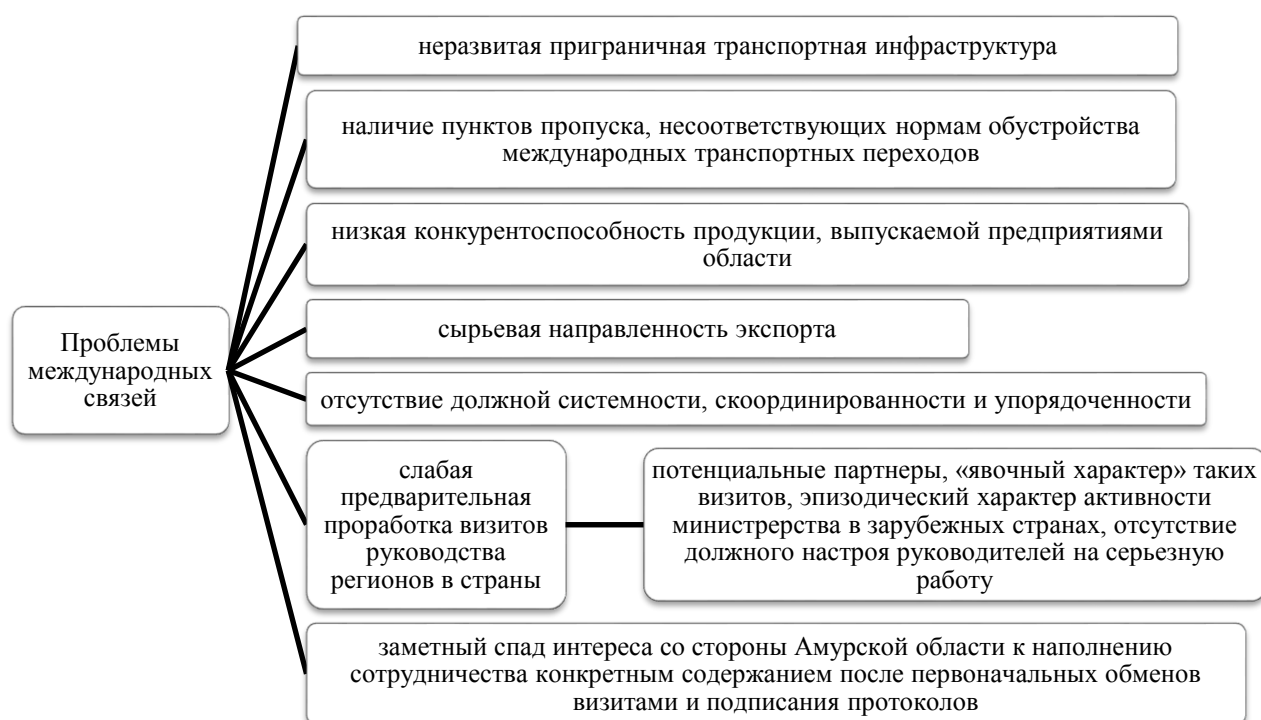 неразвитая приграничная транспортная инфраструктура
наличие пунктов пропуска, несоответствующих нормам обустройства
международных транспортных переходов
низкая конкурентоспособность продукции, выпускаемой предприятиями
области
сырьевая направленность экспорта
Проблемы
международных
связей
отсутствие должной системности, скоординированности и упорядоченности
слабая
предварительная
проработка визитов
руководства
регионов в страны
потенциальные партнеры, «явочный характер» таких
визитов, эпизодический характер активности
министрерства в зарубежных странах, отсутствие
должного настроя руководителей на серьезную
работу
заметный спад интереса со стороны Амурской области к наполнению
сотрудничества конкретным содержанием после первоначальных обменов
визитами и подписания протоколов